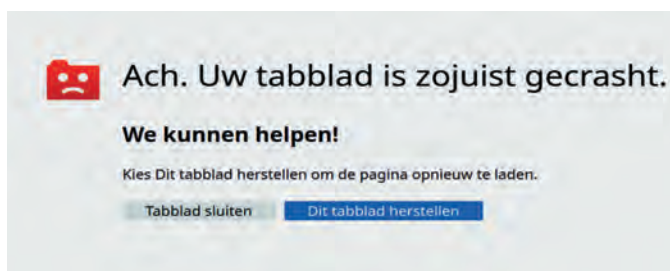 Ach. Uw tabblad is zojuist gecrasht.
We kunnen helpen!
Kies Dit tabblad herstellen om de pagina opnieuw te laden.
Tabblad sluiten Dit tabblad herstellen